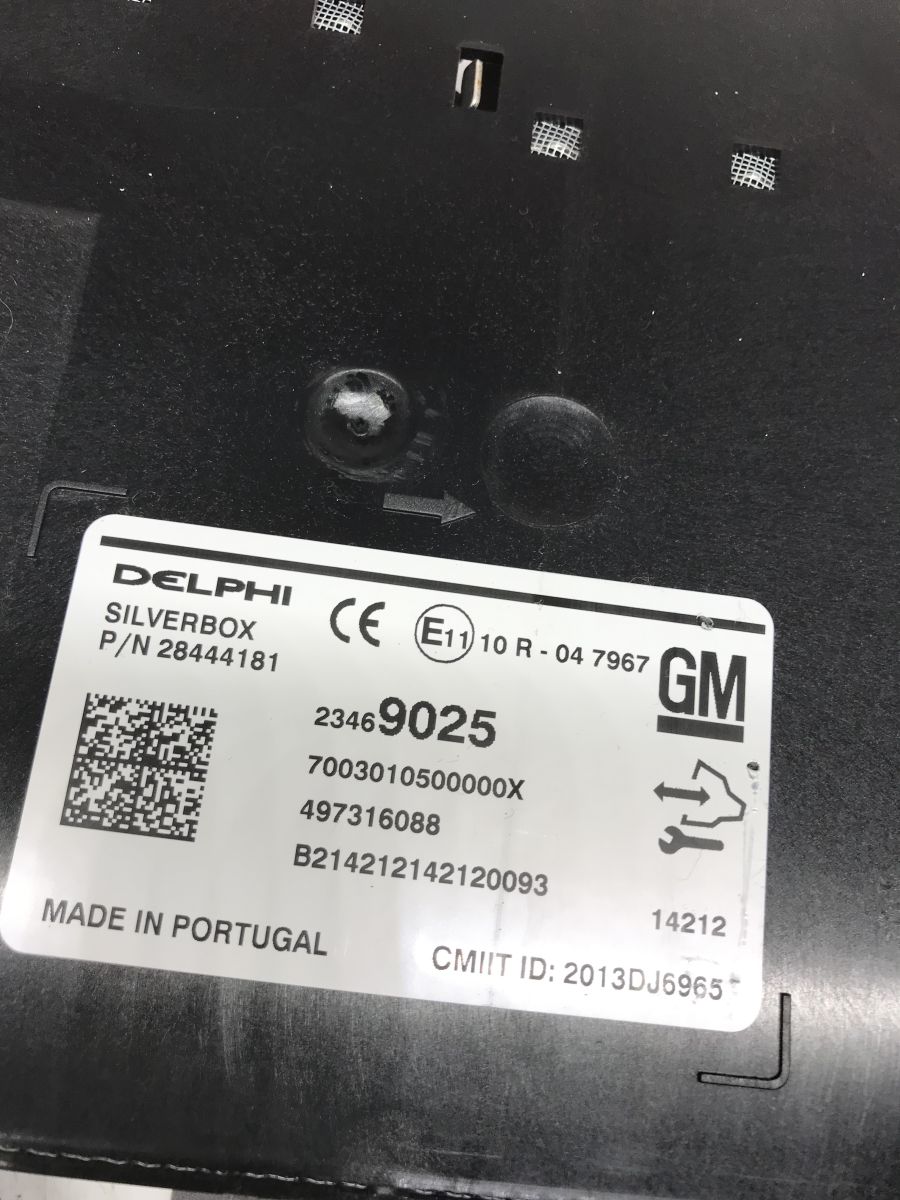 DELPHI
SILVERBOX
P/N 28444181
CE E11 10 R - 04 7967
GM
23469025
7003010500000X
497316088
B214212142120093
14212
MADE IN PORTUGAL
CMIIT ID: 2013DJ6965